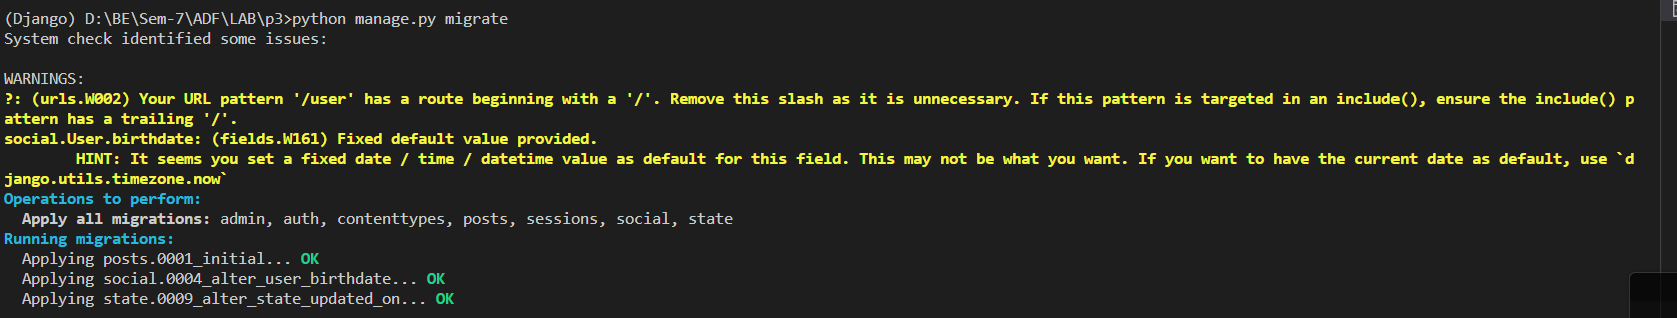 (Django) D:\BE\Sem-7\ADF\LAB\p3>python manage.py migrate
System check identified some issues:
WARNINGS:
?: (urls.W002) Your URL pattern '/user' has a route beginning with a '/'. Remove this slash as it is unnecessary. If this pattern is targeted in an include(), ensure the include() p
attern has a trailing '/'.
social.User.birthdate: (fields.W161) Fixed default value provided.
        HINT: It seems you set a fixed date / time / datetime value as default for this field. This may not be what you want. If you want to have the current date as default, use `d
jango.utils.timezone.now`
Operations to perform:
  Apply all migrations: admin, auth, contenttypes, posts, sessions, social, state
Running migrations:
  Applying posts.0001_initial... OK
  Applying social.0004_alter_user_birthdate... OK
  Applying state.0009_alter_state_updated_on... OK